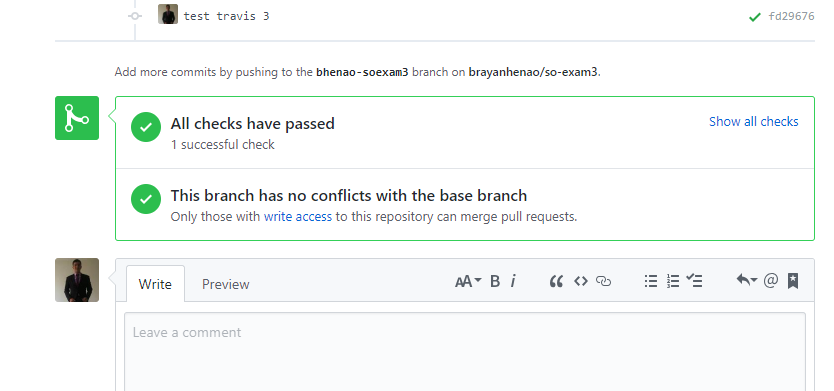 test travis 3 fd29676
Add more commits by pushing to the bhenao-soexam3 branch on brayanhenao/so-exam3.
All checks have passed Show all checks
1 successful check
This branch has no conflicts with the base branch
Only those with write access to this repository can merge pull requests.
Write Preview AA B i @
Leave a comment